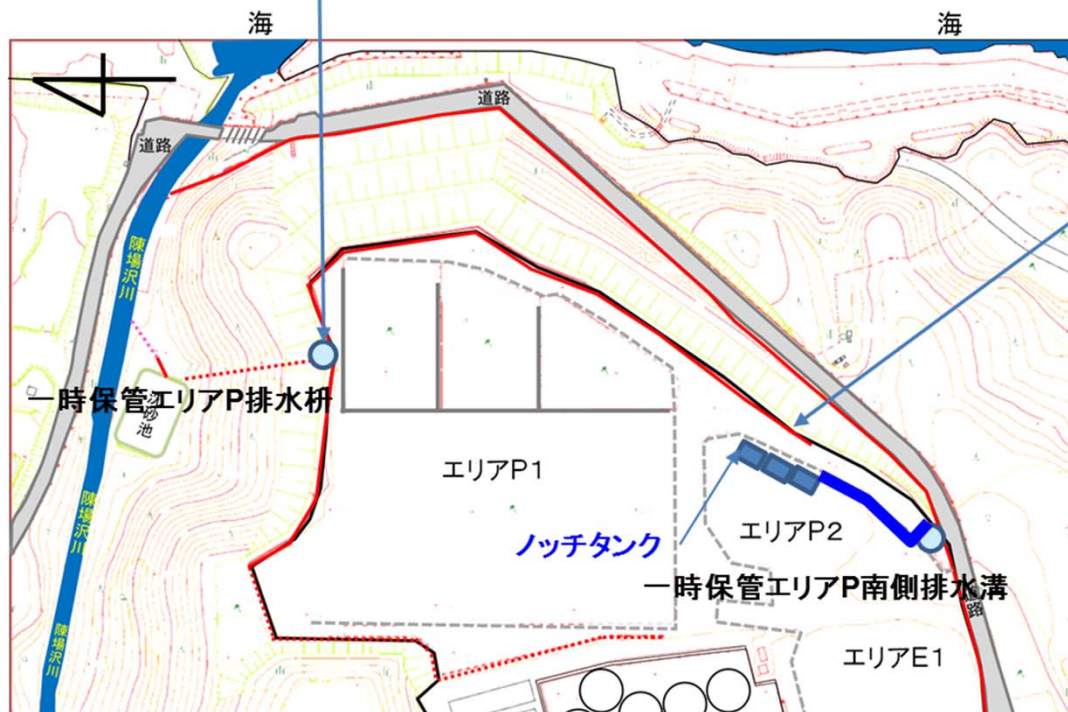 海
海
道路
道路
陳場沢川
一時保管エリアP排水枡
沈砂池
エリアP1
ノッチタンク
エリアP2
一時保管エリアP南側排水溝
道路
陳場沢川
エリアE1
陳場沢川